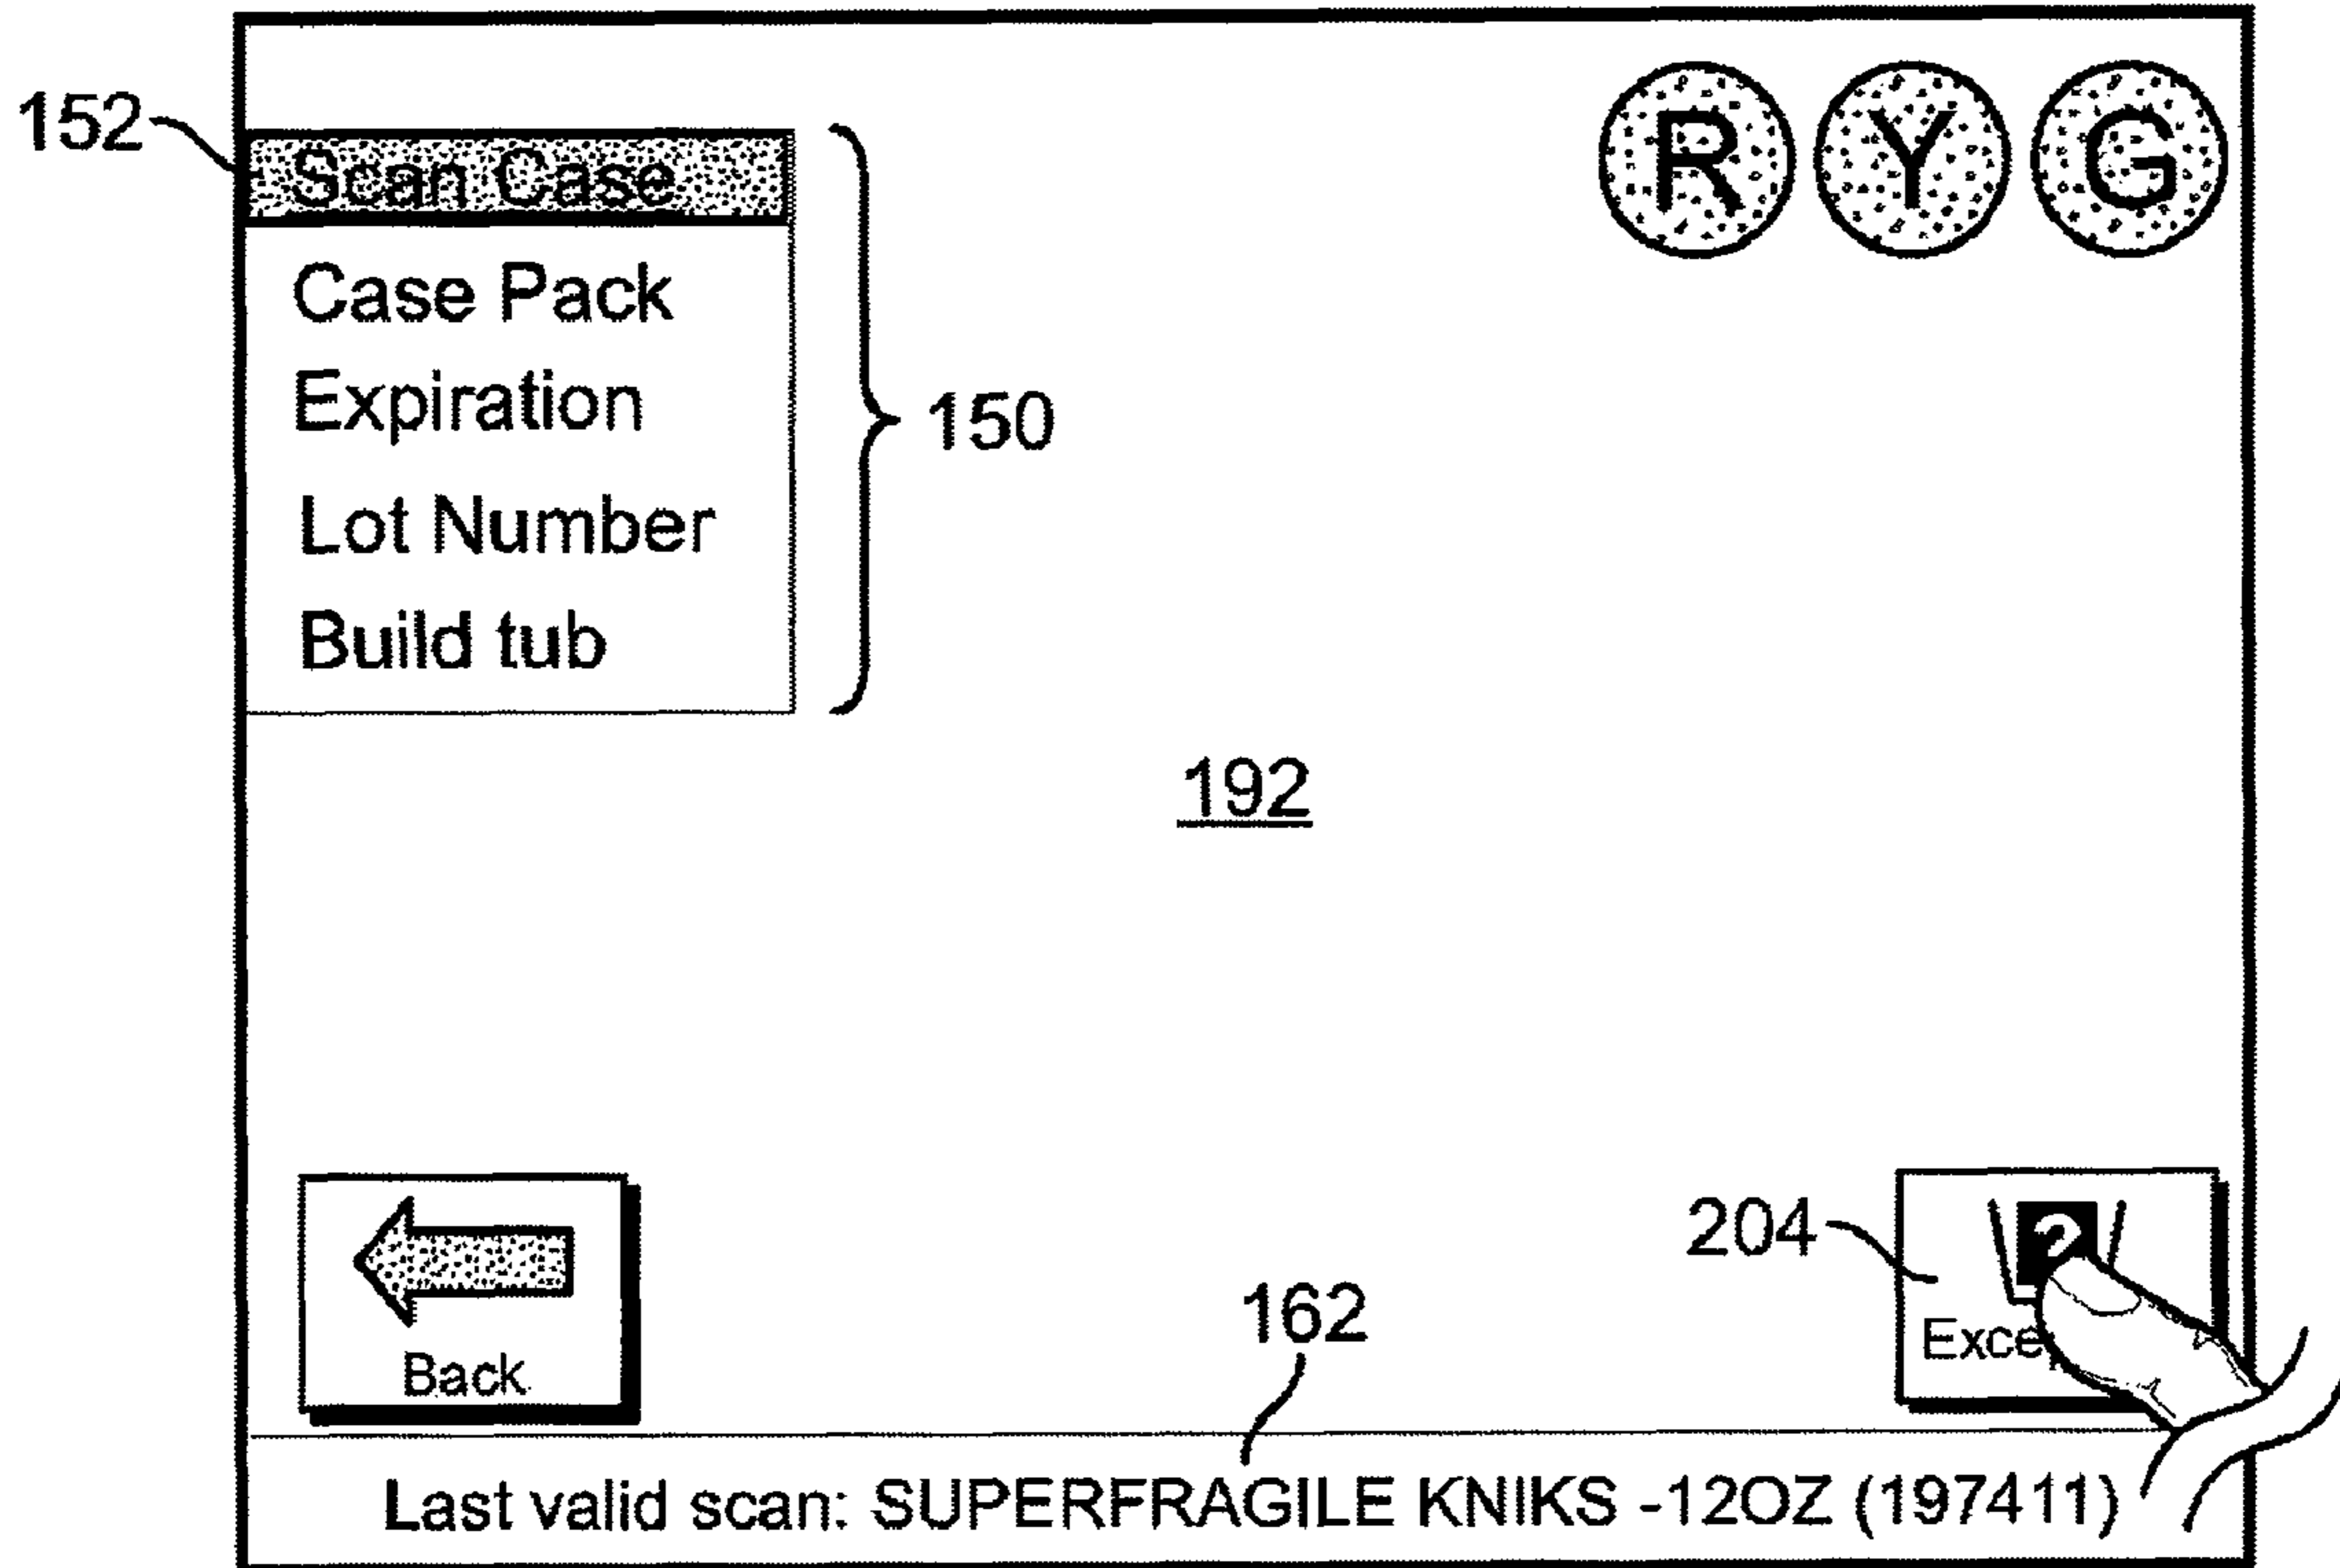 152
Scan Case
R Y G
Case Pack
Expiration
150
Lot Number
Build tub
192
204
?
162
Back
Last valid scan: SUPERFRAGILE KNIKS -12OZ (197411)